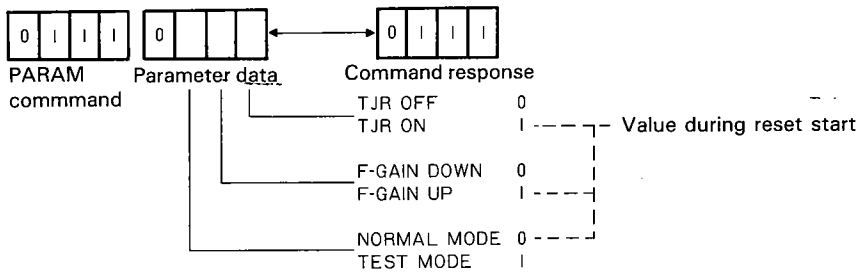 0 1 1 1 0 0 1 1 1
PARAM commmand Parameter data Command response
TJR OFF 0
TJR ON 1 Value during reset start
F-GAIN DOWN 0
F-GAIN UP 1
NORMAL MODE 0
TEST MODE 1